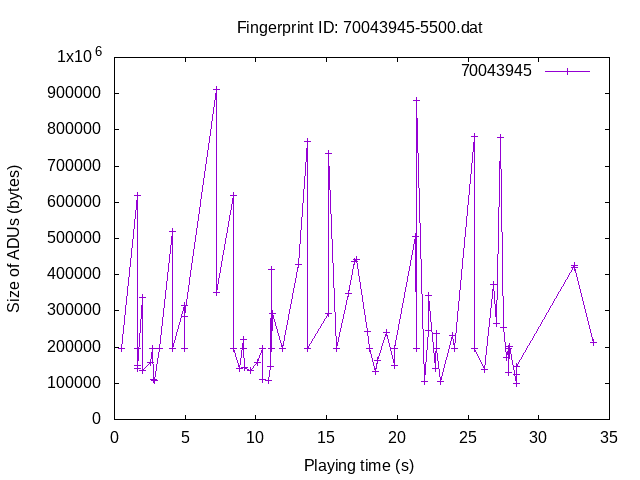 Fingerprint ID: 70043945-5500.dat
1x10^6
70043945
900000
800000
700000
600000
500000
400000
300000
200000
100000
0
Size of ADUs (bytes)
0 5 10 15 20 25 30 35
Playing time (s)